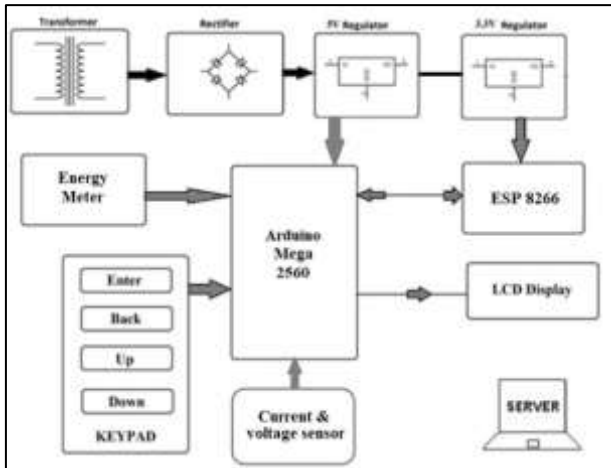 Transformer
Rectifier
5V Regulator
3.3V Regulator
Energy
Meter
Arduino
Mega
2560
ESP 8266
Enter
Back
Up
Down
KEYPAD
LCD Display
Current &
voltage sensor
SERVER